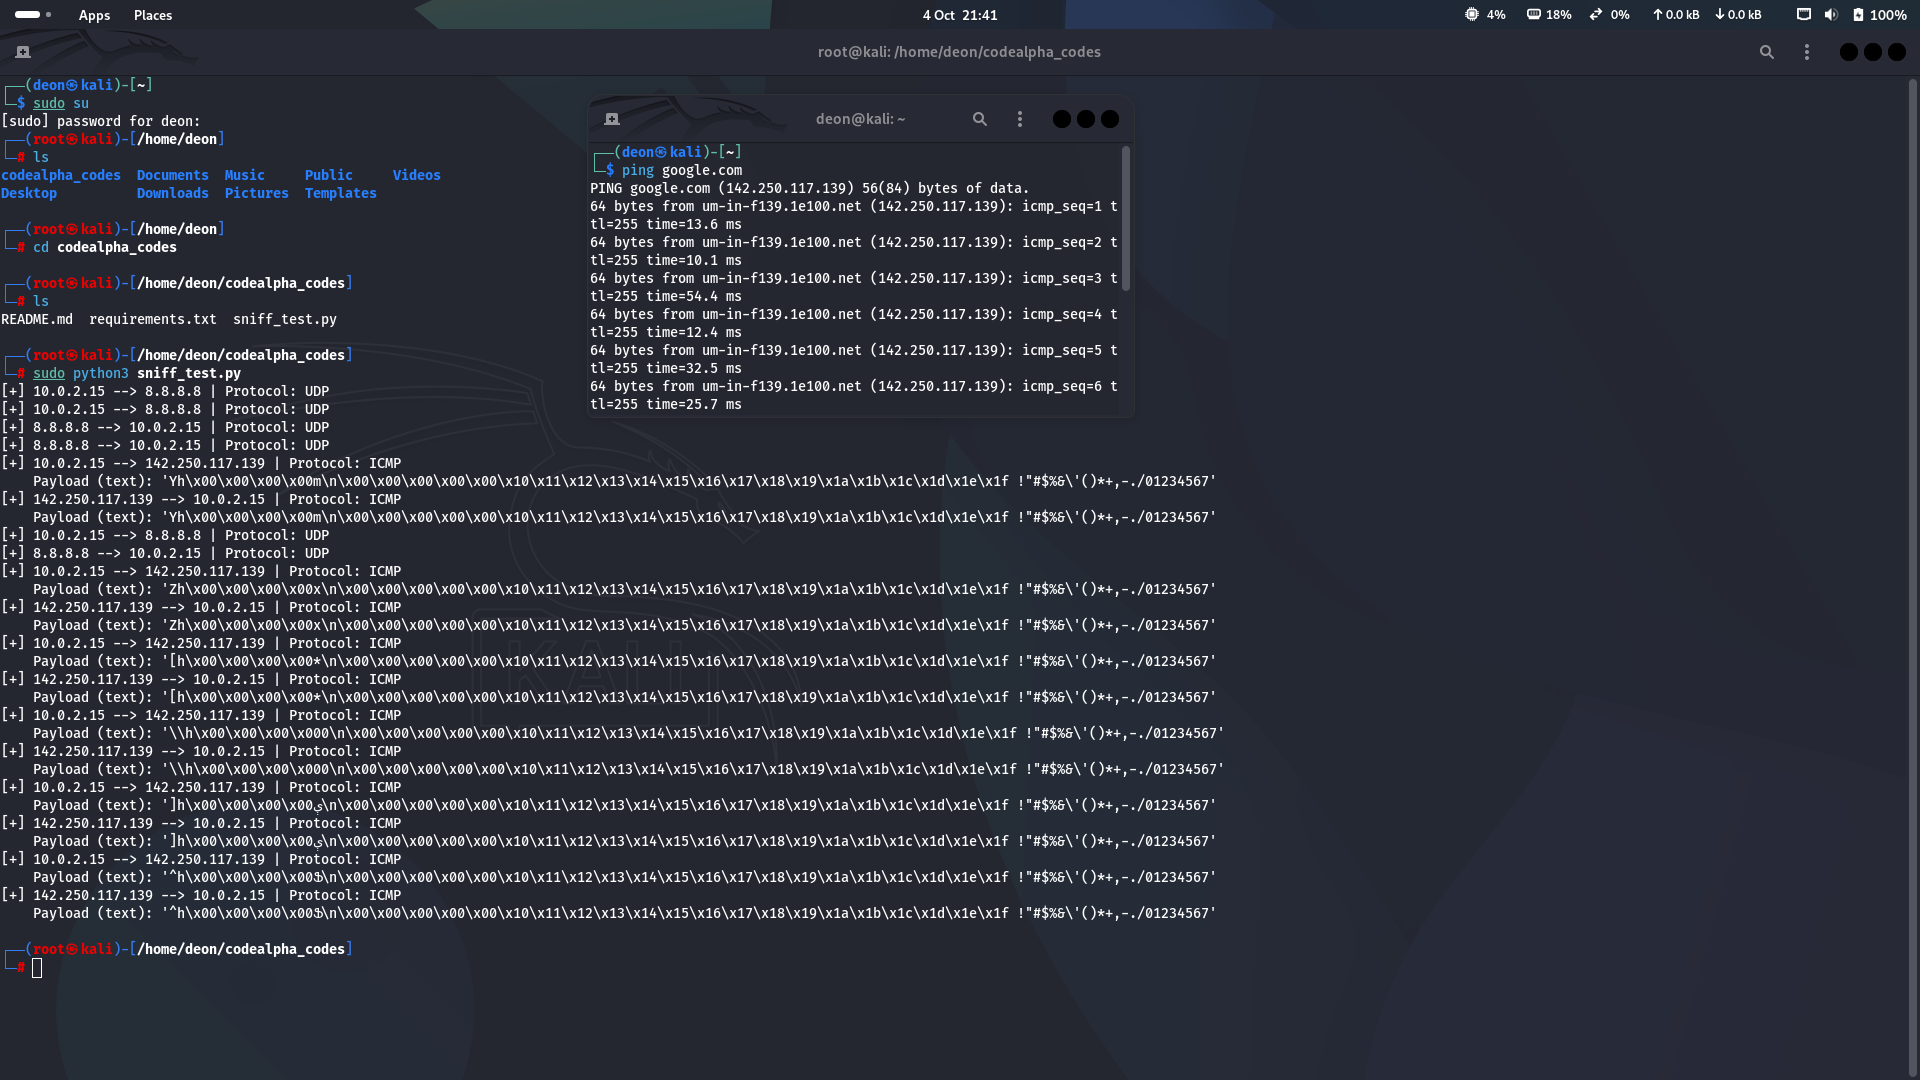 Apps Places 4 Oct 21:41 4% 18% 0% ↑0.0 kB ↓0.0 kB 100%
root@kali: /home/deon/codealpha_codes
┌──(deon㉿kali)-[~]
└─$ sudo su
[sudo] password for deon:
┌──(root㉿kali)-[/home/deon]
└─# ls
codealpha_codes  Documents  Music     Public     Videos
Desktop          Downloads  Pictures  Templates
┌──(root㉿kali)-[/home/deon]
└─# cd codealpha_codes
┌──(root㉿kali)-[/home/deon/codealpha_codes]
└─# ls
README.md  requirements.txt  sniff_test.py
┌──(root㉿kali)-[/home/deon/codealpha_codes]
└─# sudo python3 sniff_test.py
[+] 10.0.2.15 --> 8.8.8.8 | Protocol: UDP
[+] 10.0.2.15 --> 8.8.8.8 | Protocol: UDP
[+] 8.8.8.8 --> 10.0.2.15 | Protocol: UDP
[+] 8.8.8.8 --> 10.0.2.15 | Protocol: UDP
[+] 10.0.2.15 --> 142.250.117.139 | Protocol: ICMP
    Payload (text): 'Yh\x00\x00\x00\x00m\n\x00\x00\x00\x00\x00\x10\x11\x12\x13\x14\x15\x16\x17\x18\x19\x1a\x1b\x1c\x1d\x1e\x1f !"#$%&\'()*+,-./01234567'
[+] 142.250.117.139 --> 10.0.2.15 | Protocol: ICMP
    Payload (text): 'Yh\x00\x00\x00\x00m\n\x00\x00\x00\x00\x00\x10\x11\x12\x13\x14\x15\x16\x17\x18\x19\x1a\x1b\x1c\x1d\x1e\x1f !"#$%&\'()*+,-./01234567'
[+] 10.0.2.15 --> 8.8.8.8 | Protocol: UDP
[+] 8.8.8.8 --> 10.0.2.15 | Protocol: UDP
[+] 10.0.2.15 --> 142.250.117.139 | Protocol: ICMP
    Payload (text): 'Zh\x00\x00\x00\x00x\n\x00\x00\x00\x00\x00\x10\x11\x12\x13\x14\x15\x16\x17\x18\x19\x1a\x1b\x1c\x1d\x1e\x1f !"#$%&\'()*+,-./01234567'
[+] 142.250.117.139 --> 10.0.2.15 | Protocol: ICMP
    Payload (text): 'Zh\x00\x00\x00\x00x\n\x00\x00\x00\x00\x00\x10\x11\x12\x13\x14\x15\x16\x17\x18\x19\x1a\x1b\x1c\x1d\x1e\x1f !"#$%&\'()*+,-./01234567'
[+] 10.0.2.15 --> 142.250.117.139 | Protocol: ICMP
    Payload (text): '[h\x00\x00\x00\x00*\n\x00\x00\x00\x00\x00\x10\x11\x12\x13\x14\x15\x16\x17\x18\x19\x1a\x1b\x1c\x1d\x1e\x1f !"#$%&\'()*+,-./01234567'
[+] 142.250.117.139 --> 10.0.2.15 | Protocol: ICMP
    Payload (text): '[h\x00\x00\x00\x00*\n\x00\x00\x00\x00\x00\x10\x11\x12\x13\x14\x15\x16\x17\x18\x19\x1a\x1b\x1c\x1d\x1e\x1f !"#$%&\'()*+,-./01234567'
[+] 10.0.2.15 --> 142.250.117.139 | Protocol: ICMP
    Payload (text): '\\h\x00\x00\x00\x000\n\x00\x00\x00\x00\x00\x10\x11\x12\x13\x14\x15\x16\x17\x18\x19\x1a\x1b\x1c\x1d\x1e\x1f !"#$%&\'()*+,-./01234567'
[+] 142.250.117.139 --> 10.0.2.15 | Protocol: ICMP
    Payload (text): '\\h\x00\x00\x00\x000\n\x00\x00\x00\x00\x00\x10\x11\x12\x13\x14\x15\x16\x17\x18\x19\x1a\x1b\x1c\x1d\x1e\x1f !"#$%&\'()*+,-./01234567'
[+] 10.0.2.15 --> 142.250.117.139 | Protocol: ICMP
    Payload (text): ']h\x00\x00\x00\x00ي\n\x00\x00\x00\x00\x00\x10\x11\x12\x13\x14\x15\x16\x17\x18\x19\x1a\x1b\x1c\x1d\x1e\x1f !"#$%&\'()*+,-./01234567'
[+] 142.250.117.139 --> 10.0.2.15 | Protocol: ICMP
    Payload (text): ']h\x00\x00\x00\x00ي\n\x00\x00\x00\x00\x00\x10\x11\x12\x13\x14\x15\x16\x17\x18\x19\x1a\x1b\x1c\x1d\x1e\x1f !"#$%&\'()*+,-./01234567'
[+] 10.0.2.15 --> 142.250.117.139 | Protocol: ICMP
    Payload (text): '^h\x00\x00\x00\x00\n\x00\x00\x00\x00\x00\x10\x11\x12\x13\x14\x15\x16\x17\x18\x19\x1a\x1b\x1c\x1d\x1e\x1f !"#$%&\'()*+,-./01234567'
[+] 142.250.117.139 --> 10.0.2.15 | Protocol: ICMP
    Payload (text): '^h\x00\x00\x00\x00\n\x00\x00\x00\x00\x00\x10\x11\x12\x13\x14\x15\x16\x17\x18\x19\x1a\x1b\x1c\x1d\x1e\x1f !"#$%&\'()*+,-./01234567'
┌──(root㉿kali)-[/home/deon/codealpha_codes]
└─#
deon@kali: ~
┌──(deon㉿kali)-[~]
└─$ ping google.com
PING google.com (142.250.117.139) 56(84) bytes of data.
64 bytes from um-in-f139.1e100.net (142.250.117.139): icmp_seq=1 t
tl=255 time=13.6 ms
64 bytes from um-in-f139.1e100.net (142.250.117.139): icmp_seq=2 t
tl=255 time=10.1 ms
64 bytes from um-in-f139.1e100.net (142.250.117.139): icmp_seq=3 t
tl=255 time=54.4 ms
64 bytes from um-in-f139.1e100.net (142.250.117.139): icmp_seq=4 t
tl=255 time=12.4 ms
64 bytes from um-in-f139.1e100.net (142.250.117.139): icmp_seq=5 t
tl=255 time=32.5 ms
64 bytes from um-in-f139.1e100.net (142.250.117.139): icmp_seq=6 t
tl=255 time=25.7 ms
KALI